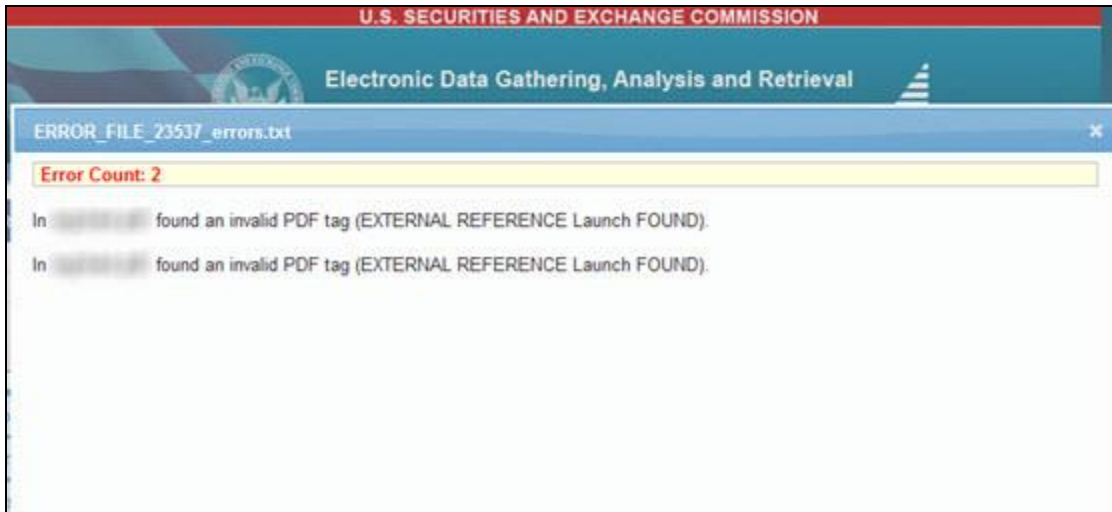 U.S. SECURITIES AND EXCHANGE COMMISSION
Electronic Data Gathering, Analysis and Retrieval
ERROR_FILE_23537_errors.txt
Error Count: 2
In found an invalid PDF tag (EXTERNAL REFERENCE Launch FOUND).
In found an invalid PDF tag (EXTERNAL REFERENCE Launch FOUND).